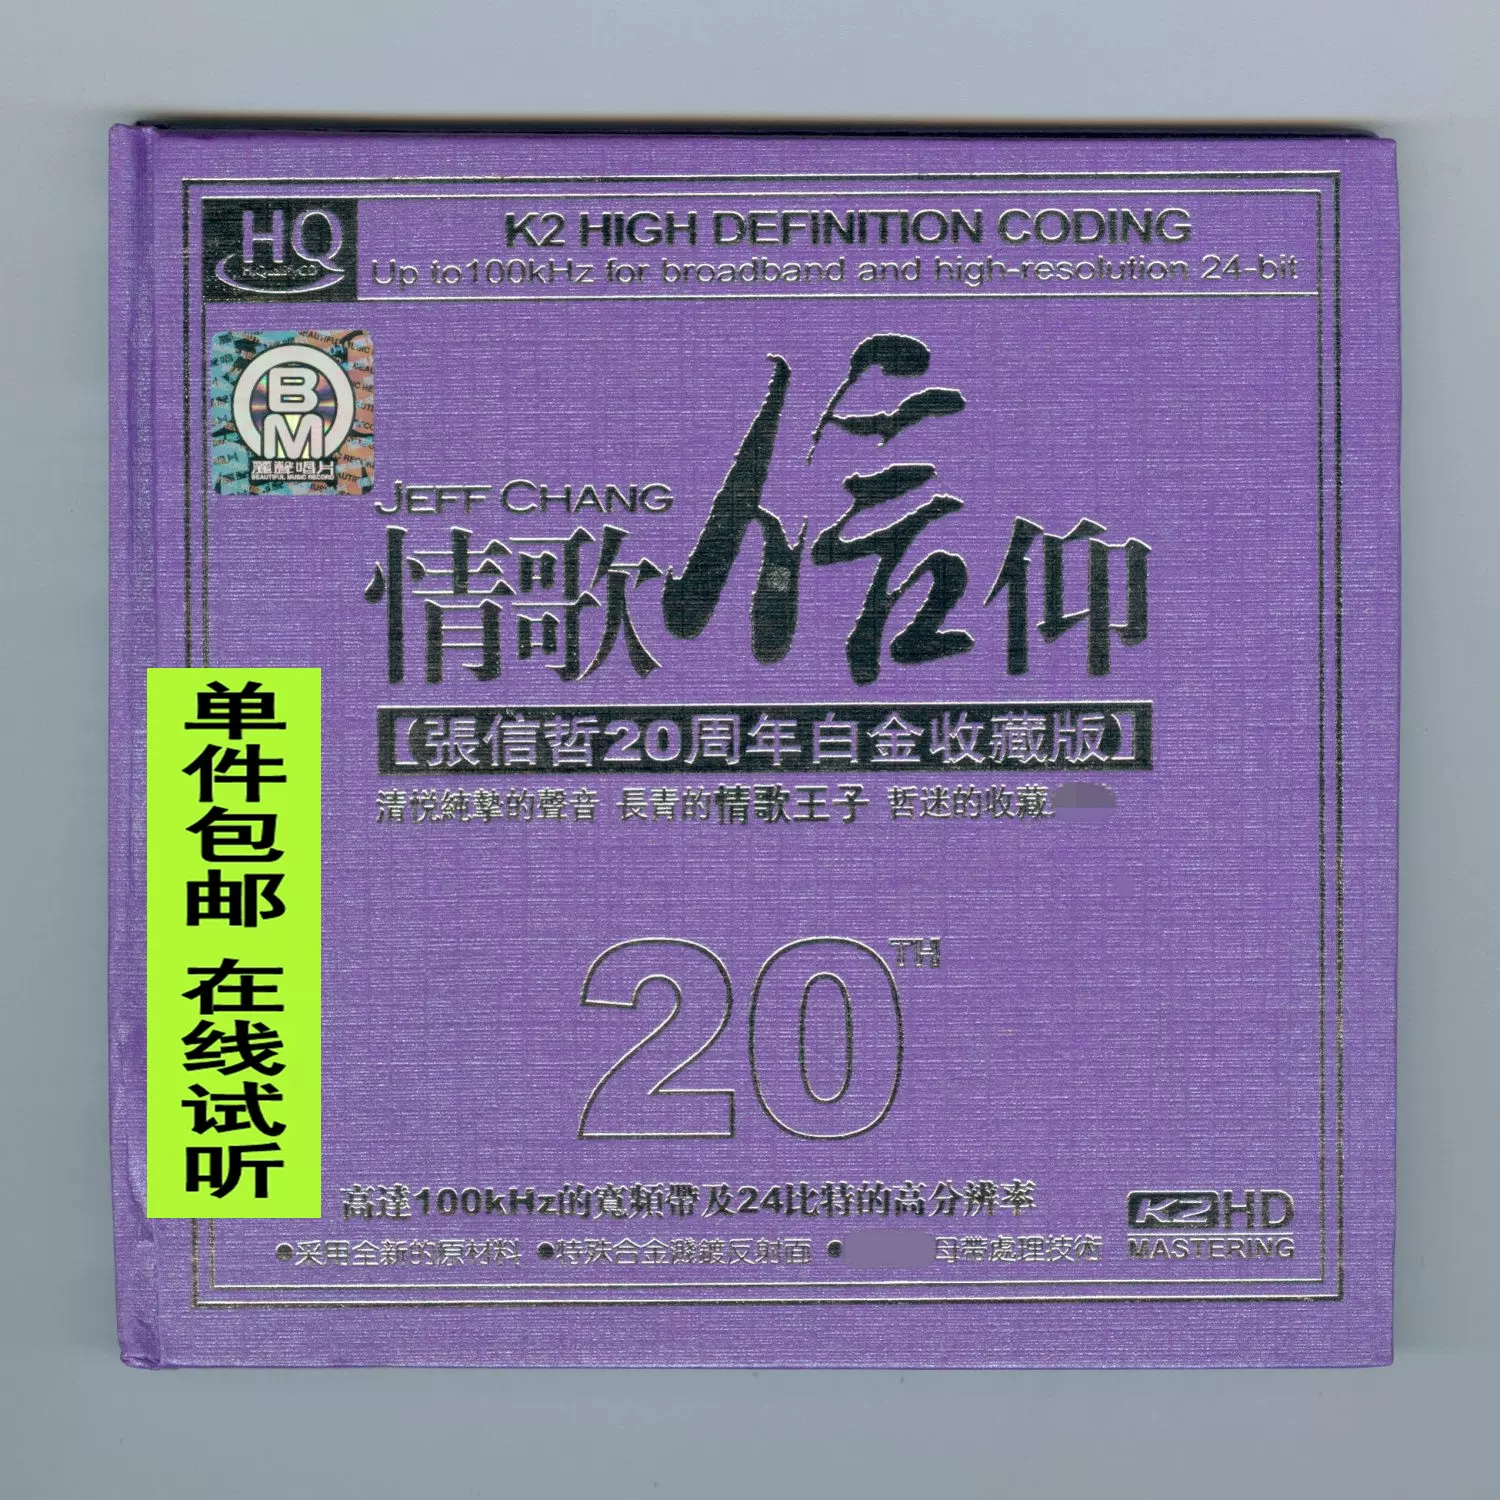 HQ
HiQualityCD
K2 HIGH DEFINITION CODING
Up to100kHz for broadband and high-resolution 24-bit
BM
麗聲唱片
BEAUTIFUL MUSIC RECORD
JEFF CHANG
情歌信仰
【張信哲20周年白金收藏版】
清悦純摯的聲音 長青的情歌王子 哲迷的收藏
单件包邮 在线试听
20TH
高達100kHz的寬頻帶及24比特的高分辨率
●采用全新的原材料 ●特殊合金濺鍍反射面 ● 母帶處理技術
K2HD
MASTERING